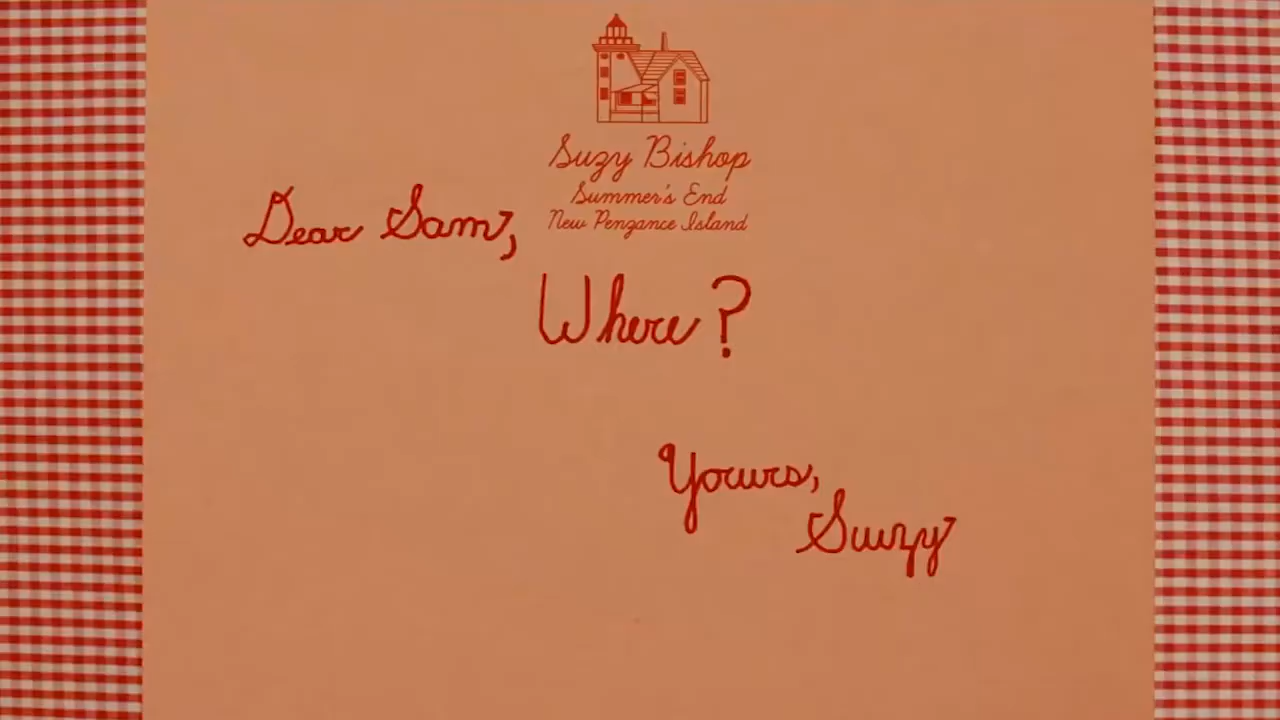 Suzy Bishop
Summer's End
New Penzance Island
Dear Sam,
Where?
Yours,
Suzy